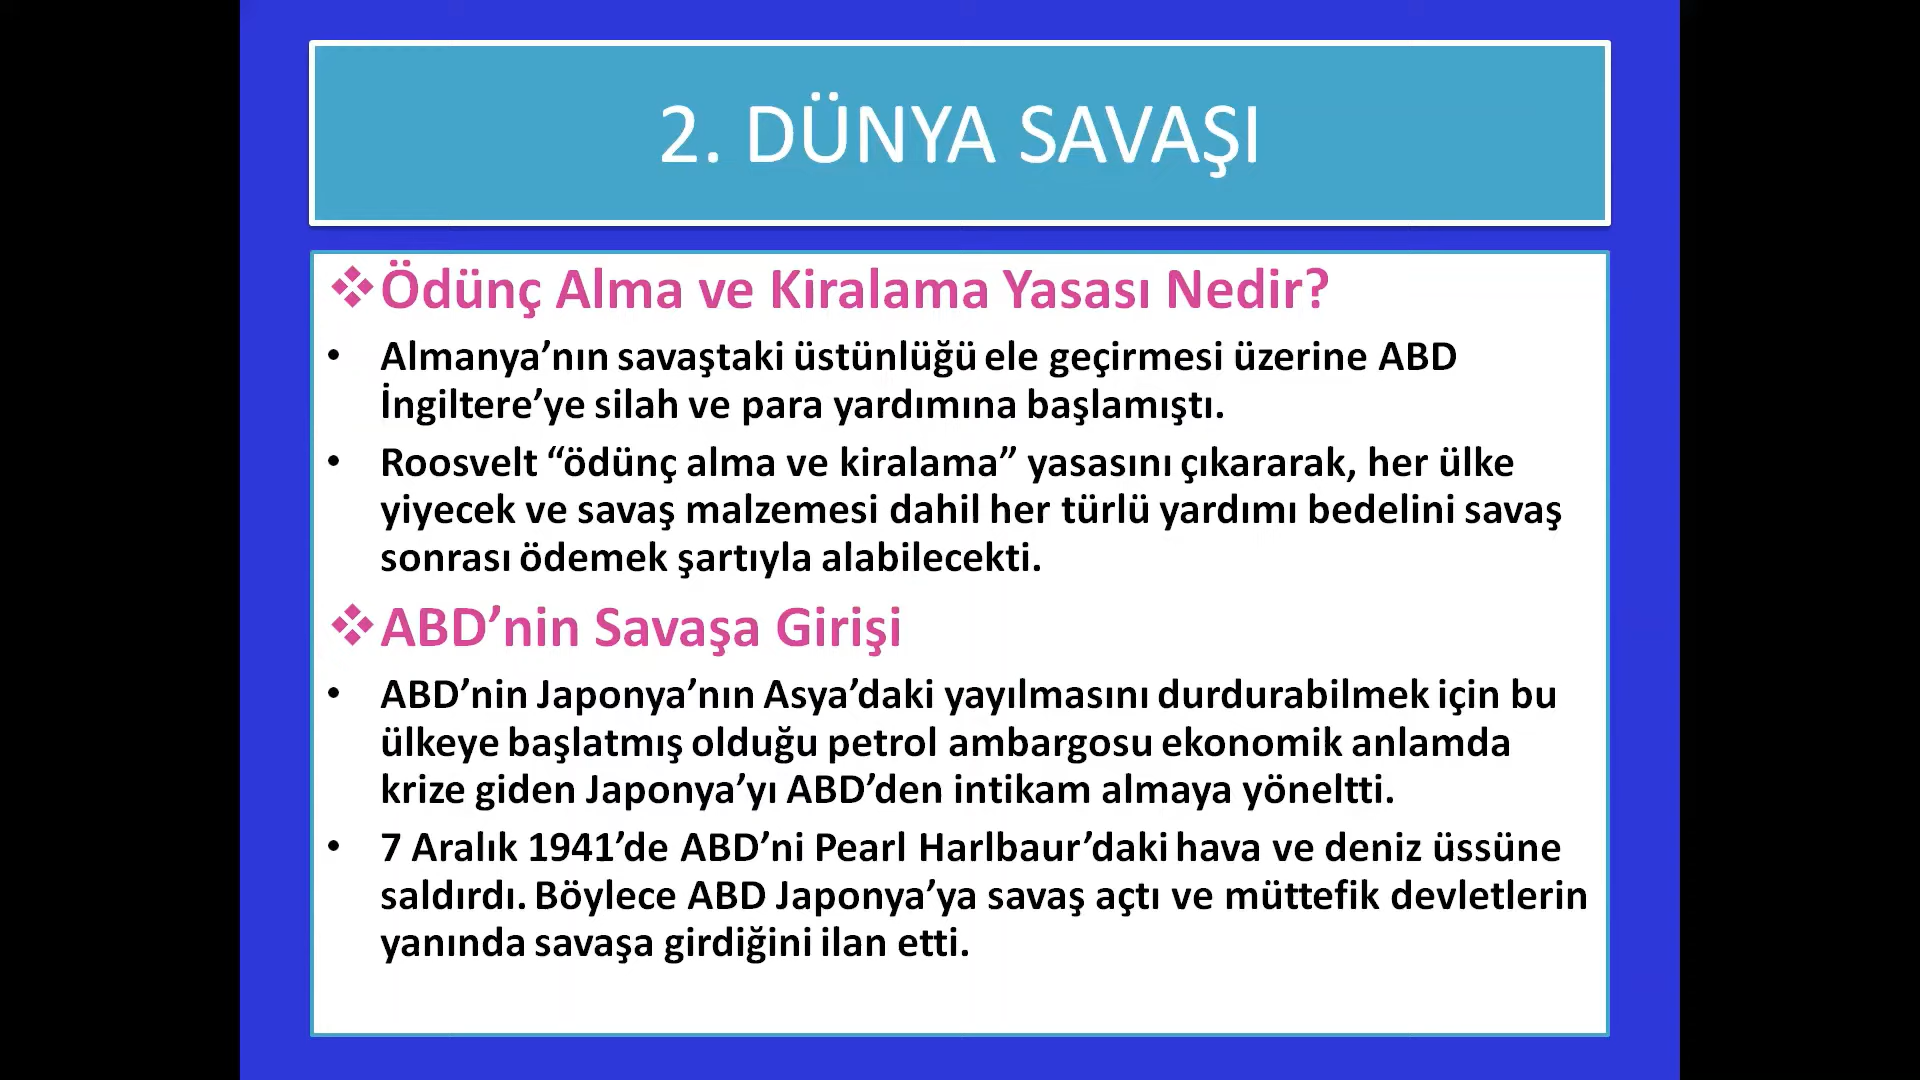 2. DÜNYA SAVAŞI
❖Ödünç Alma ve Kiralama Yasası Nedir?
• Almanya’nın savaştaki üstünlüğü ele geçirmesi üzerine ABD
İngiltere’ye silah ve para yardımına başlamıştı.
• Roosvelt “ödünç alma ve kiralama” yasasını çıkararak, her ülke
yiyecek ve savaş malzemesi dahil her türlü yardımı bedelini savaş
sonrası ödemek şartıyla alabilecekti.
❖ABD’nin Savaşa Girişi
• ABD’nin Japonya’nın Asya’daki yayılmasını durdurabilmek için bu
ülkeye başlatmış olduğu petrol ambargosu ekonomik anlamda
krize giden Japonya’yı ABD’den intikam almaya yöneltti.
• 7 Aralık 1941’de ABD’ni Pearl Harlbaur’daki hava ve deniz üssüne
saldırdı. Böylece ABD Japonya’ya savaş açtı ve müttefik devletlerin
yanında savaşa girdiğini ilan etti.